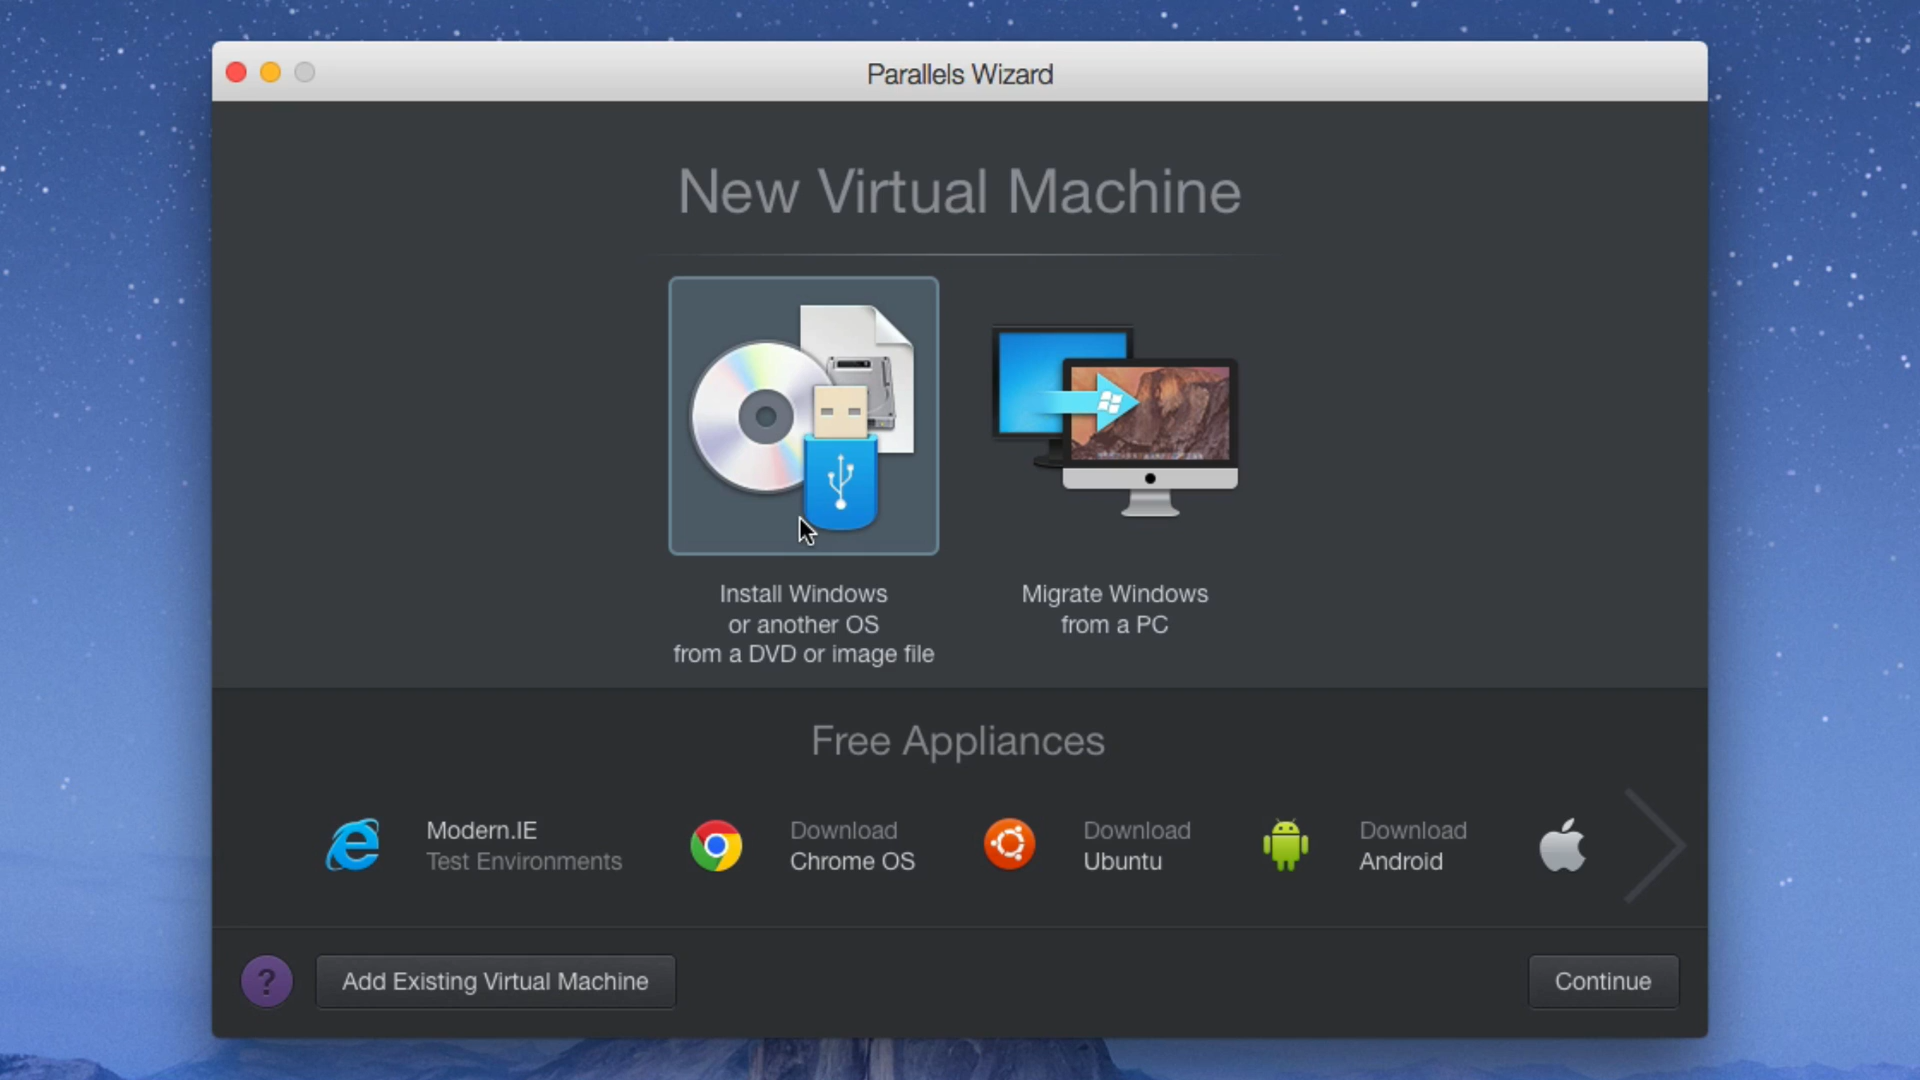 Parallels Wizard
New Virtual Machine
Install Windows
or another OS
from a DVD or image file
Migrate Windows
from a PC
Free Appliances
Modern.IE
Test Environments
Download
Chrome OS
Download
Ubuntu
Download
Android
?
Add Existing Virtual Machine
Continue